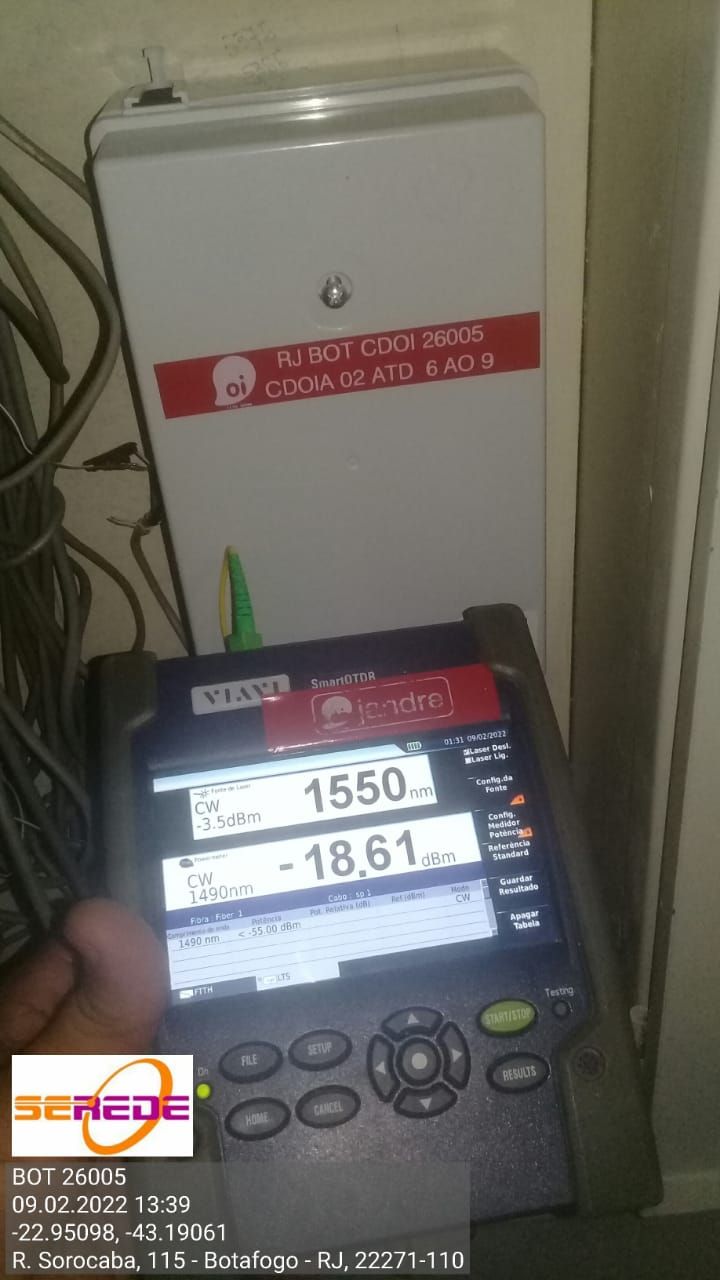 RJ BOT CDOI 26005
oi
CDOIA 02 ATD 6 AO 9
VIAVI
SmartOTDR
jandre
01:31 09/02/2022
Laser Desl.
Laser Lig.
Fonte de Laser
CW
-3.5dBm
1550 nm
Config.da
Fonte
Config.
Medidor
Potência
Powermeter
CW
1490nm
-18.61 dBm
Referência
Standard
Fibra : Fiber 1
Cabo : sp 1
Comprimento de onda
Potência
Pot. Relativa (dB)
Ref (dBm)
Modo
1490 nm
< -55.00 dBm
CW
Guardar
Resultado
Apagar
Tabela
FTTH
LTS
Testing
START/STOP
FILE
SETUP
RESULTS
On
HOME
CANCEL
SEREDE
BOT 26005
09.02.2022 13:39
-22.95098, -43.19061
R. Sorocaba, 115 - Botafogo - RJ, 22271-110